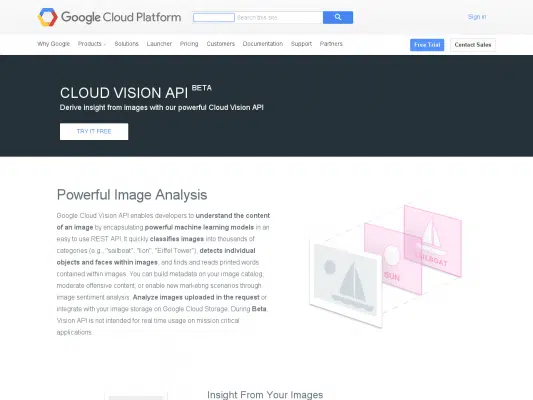 Google Cloud Platform
Search this site
Sign in
Why Google Products Solutions Launcher Pricing Customers Documentation Support Partners Free Trial Contact Sales
CLOUD VISION API BETA
Derive insight from images with our powerful Cloud Vision API
TRY IT FREE
Powerful Image Analysis
Google Cloud Vision API enables developers to understand the content
of an image by encapsulating powerful machine learning models in an
easy to use REST API. It quickly classifies images into thousands of
categories (e.g., "sailboat", "lion", "Eiffel Tower"), detects individual
objects and faces within images, and finds and reads printed words
contained within images. You can build metadata on your image catalog,
moderate offensive content, or enable new marketing scenarios through
image sentiment analysis. Analyze images uploaded in the request or
integrate with your image storage on Google Cloud Storage. During Beta,
Vision API is not intended for real time usage on mission critical
applications.
SUN
SAILBOAT
Insight From Your Images